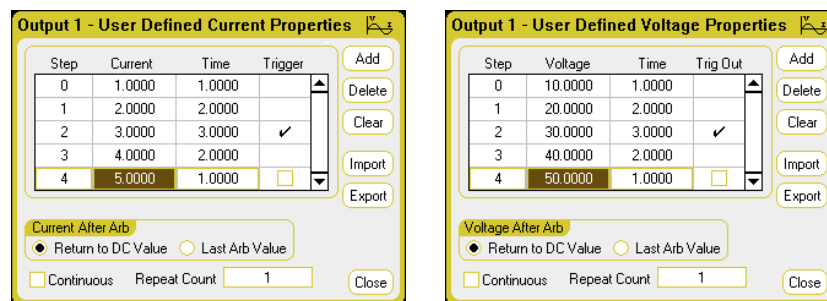 Output 1 - User Defined Current Properties
Step Current Time Trigger
0 1.0000 1.0000
1 2.0000 2.0000
2 3.0000 3.0000 ✔
3 4.0000 2.0000
4 5.0000 1.0000
Add
Delete
Clear
Import
Export
Current After Arb
Return to DC Value Last Arb Value
Continuous Repeat Count 1
Close
Output 1 - User Defined Voltage Properties
Step Voltage Time Trig Out
0 10.0000 1.0000
1 20.0000 2.0000
2 30.0000 3.0000 ✔
3 40.0000 2.0000
4 50.0000 1.0000
Add
Delete
Clear
Import
Export
Voltage After Arb
Return to DC Value Last Arb Value
Continuous Repeat Count 1
Close